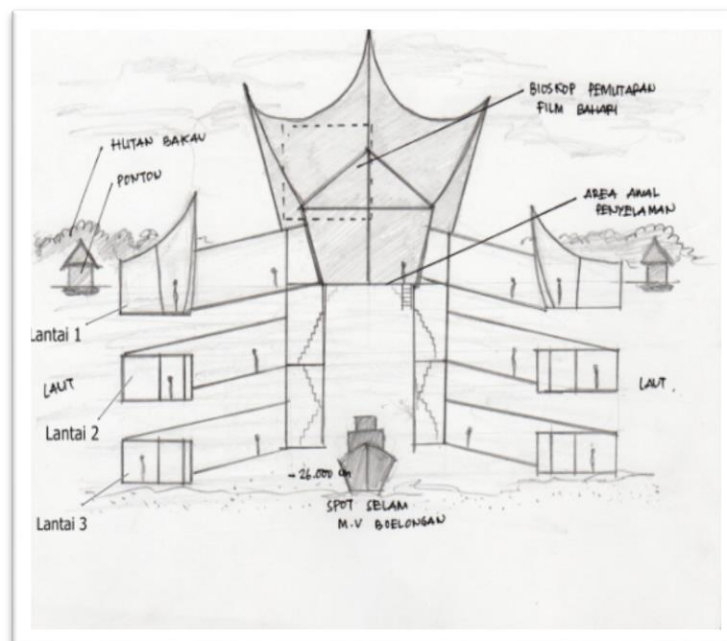 BIOSKOP PEMUTARAN
FILM BAHARI
HUTAN BAKAU
PONTON
AREA AWAL
PENYELAMAN
Lantai 1
LAUT
LAUT.
Lantai 2
- 26.000 cm
SPOT SELAM
M.V BOELONGAN
Lantai 3